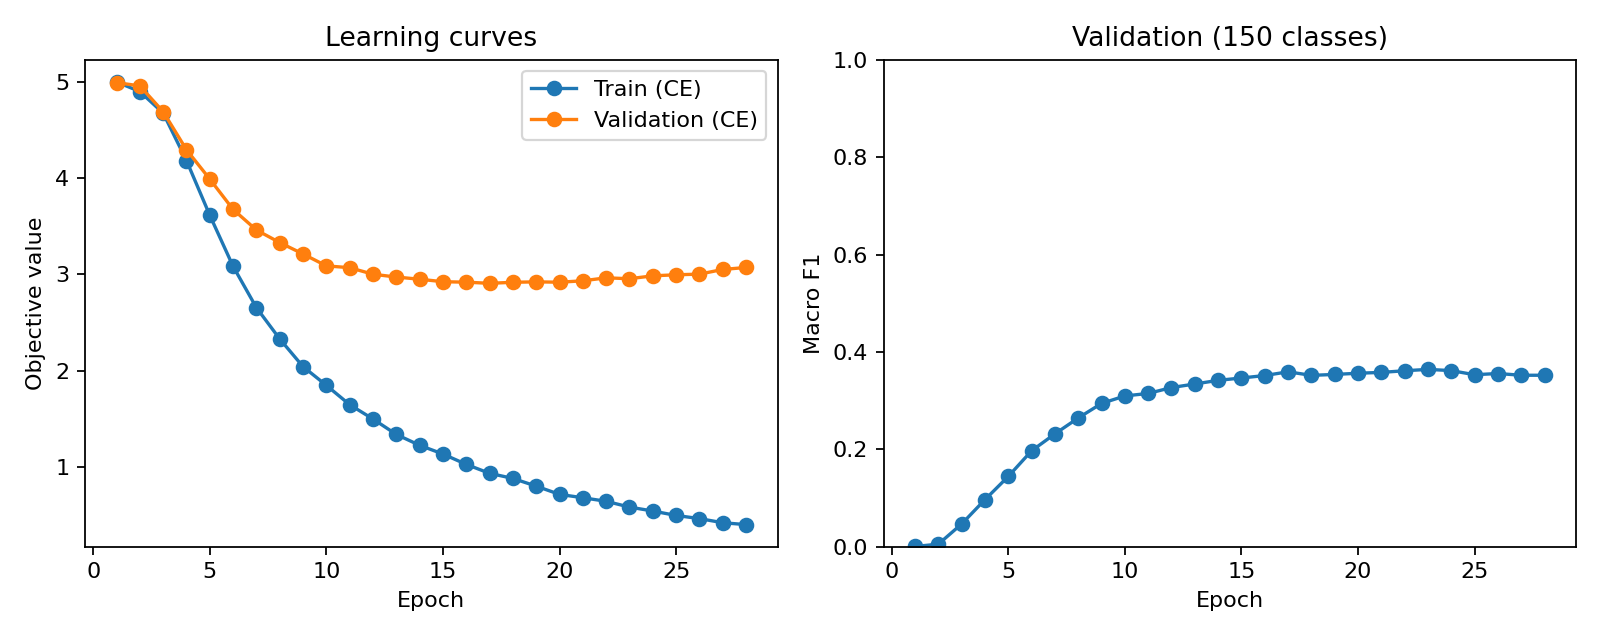 Learning curves
5
4
3
2
1
0
5
10
15
20
25
Objective value
Epoch
Train (CE)
Validation (CE)
Validation (150 classes)
1.0
0.8
0.6
0.4
0.2
0.0
0
5
10
15
20
25
Macro F1
Epoch